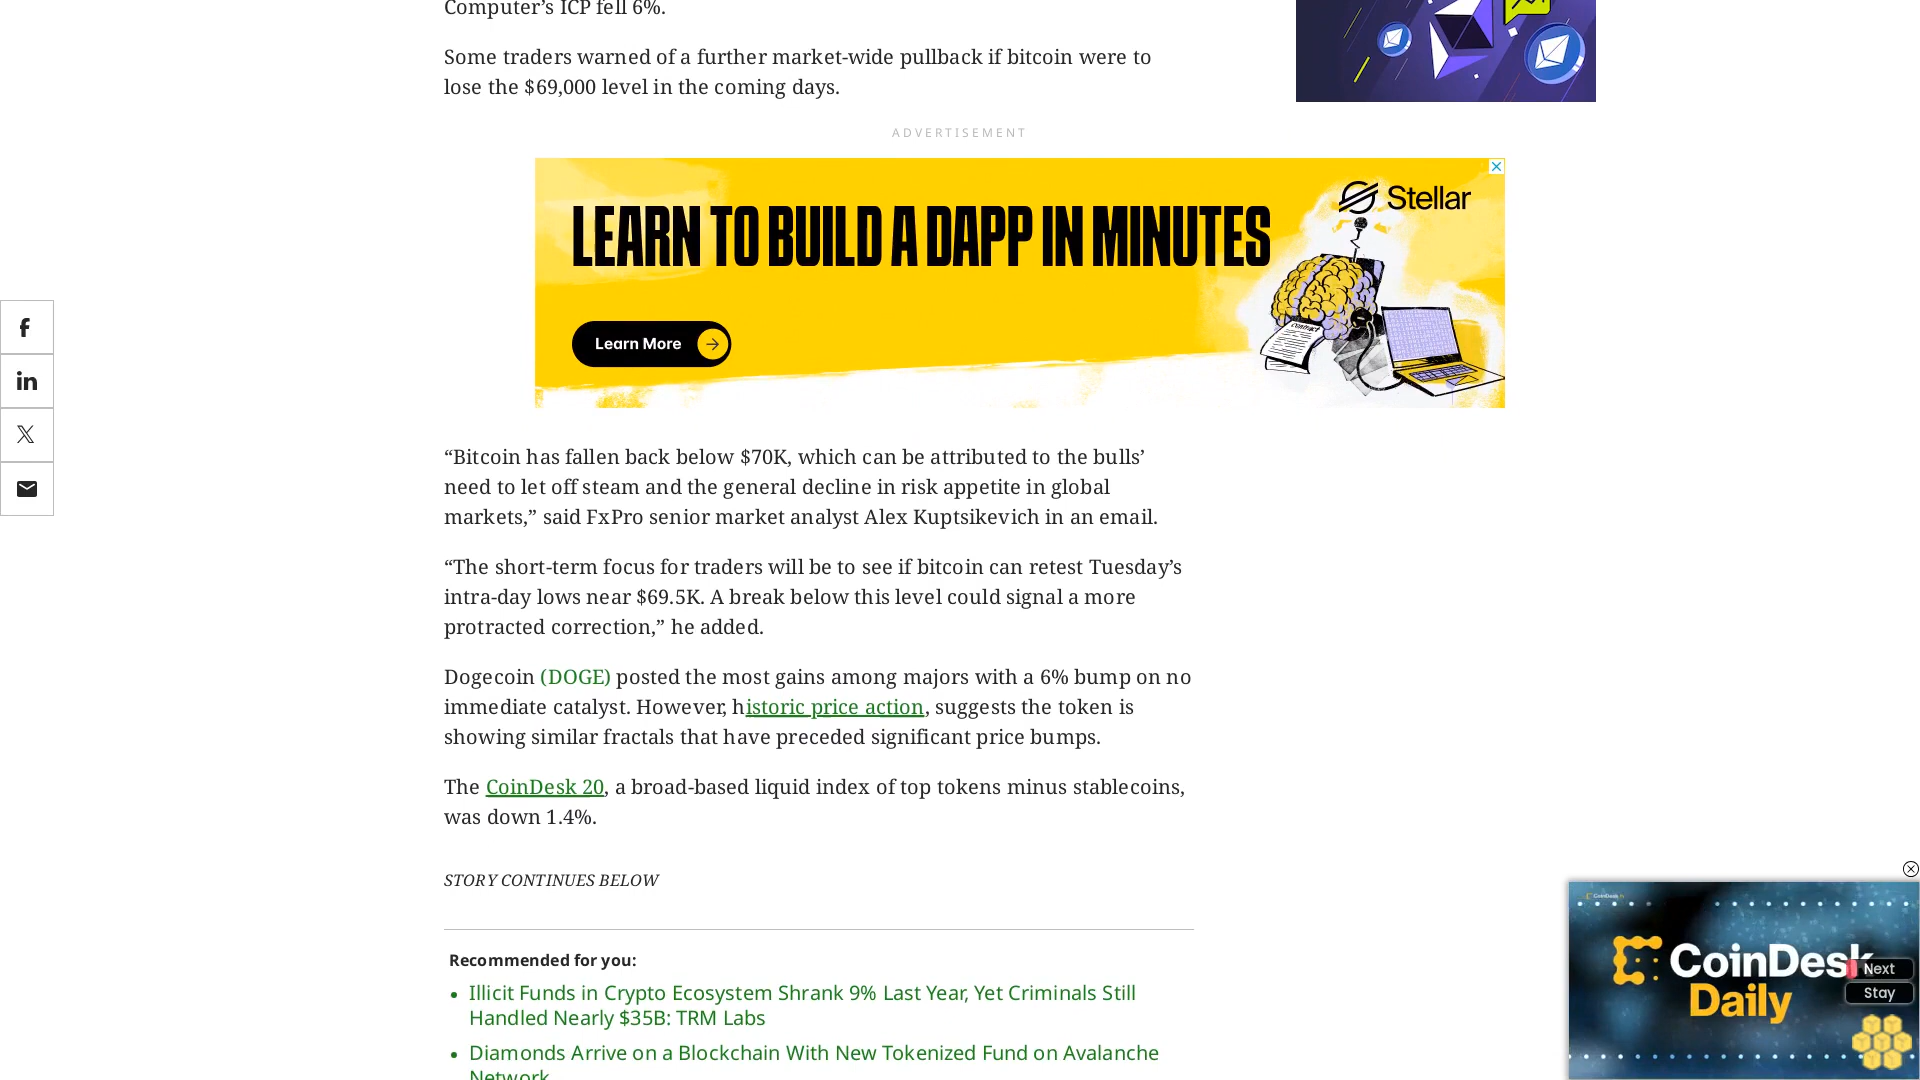 Computer’s ICP fell 6%.
Some traders warned of a further market-wide pullback if bitcoin were to
lose the $69,000 level in the coming days.
ADVERTISEMENT
Stellar
LEARN TO BUILD A DAPP IN MINUTES
contract
Learn More
f
in
X
“Bitcoin has fallen back below $70K, which can be attributed to the bulls’
need to let off steam and the general decline in risk appetite in global
markets,” said FxPro senior market analyst Alex Kuptsikevich in an email.
“The short-term focus for traders will be to see if bitcoin can retest Tuesday’s
intra-day lows near $69.5K. A break below this level could signal a more
protracted correction,” he added.
Dogecoin (DOGE) posted the most gains among majors with a 6% bump on no
immediate catalyst. However, historic price action, suggests the token is
showing similar fractals that have preceded significant price bumps.
The CoinDesk 20, a broad-based liquid index of top tokens minus stablecoins,
was down 1.4%.
STORY CONTINUES BELOW
Recommended for you:
• Illicit Funds in Crypto Ecosystem Shrank 9% Last Year, Yet Criminals Still
Handled Nearly $35B: TRM Labs
• Diamonds Arrive on a Blockchain With New Tokenized Fund on Avalanche
Network
CoinDesk
CoinDesk
Daily
Next
Stay